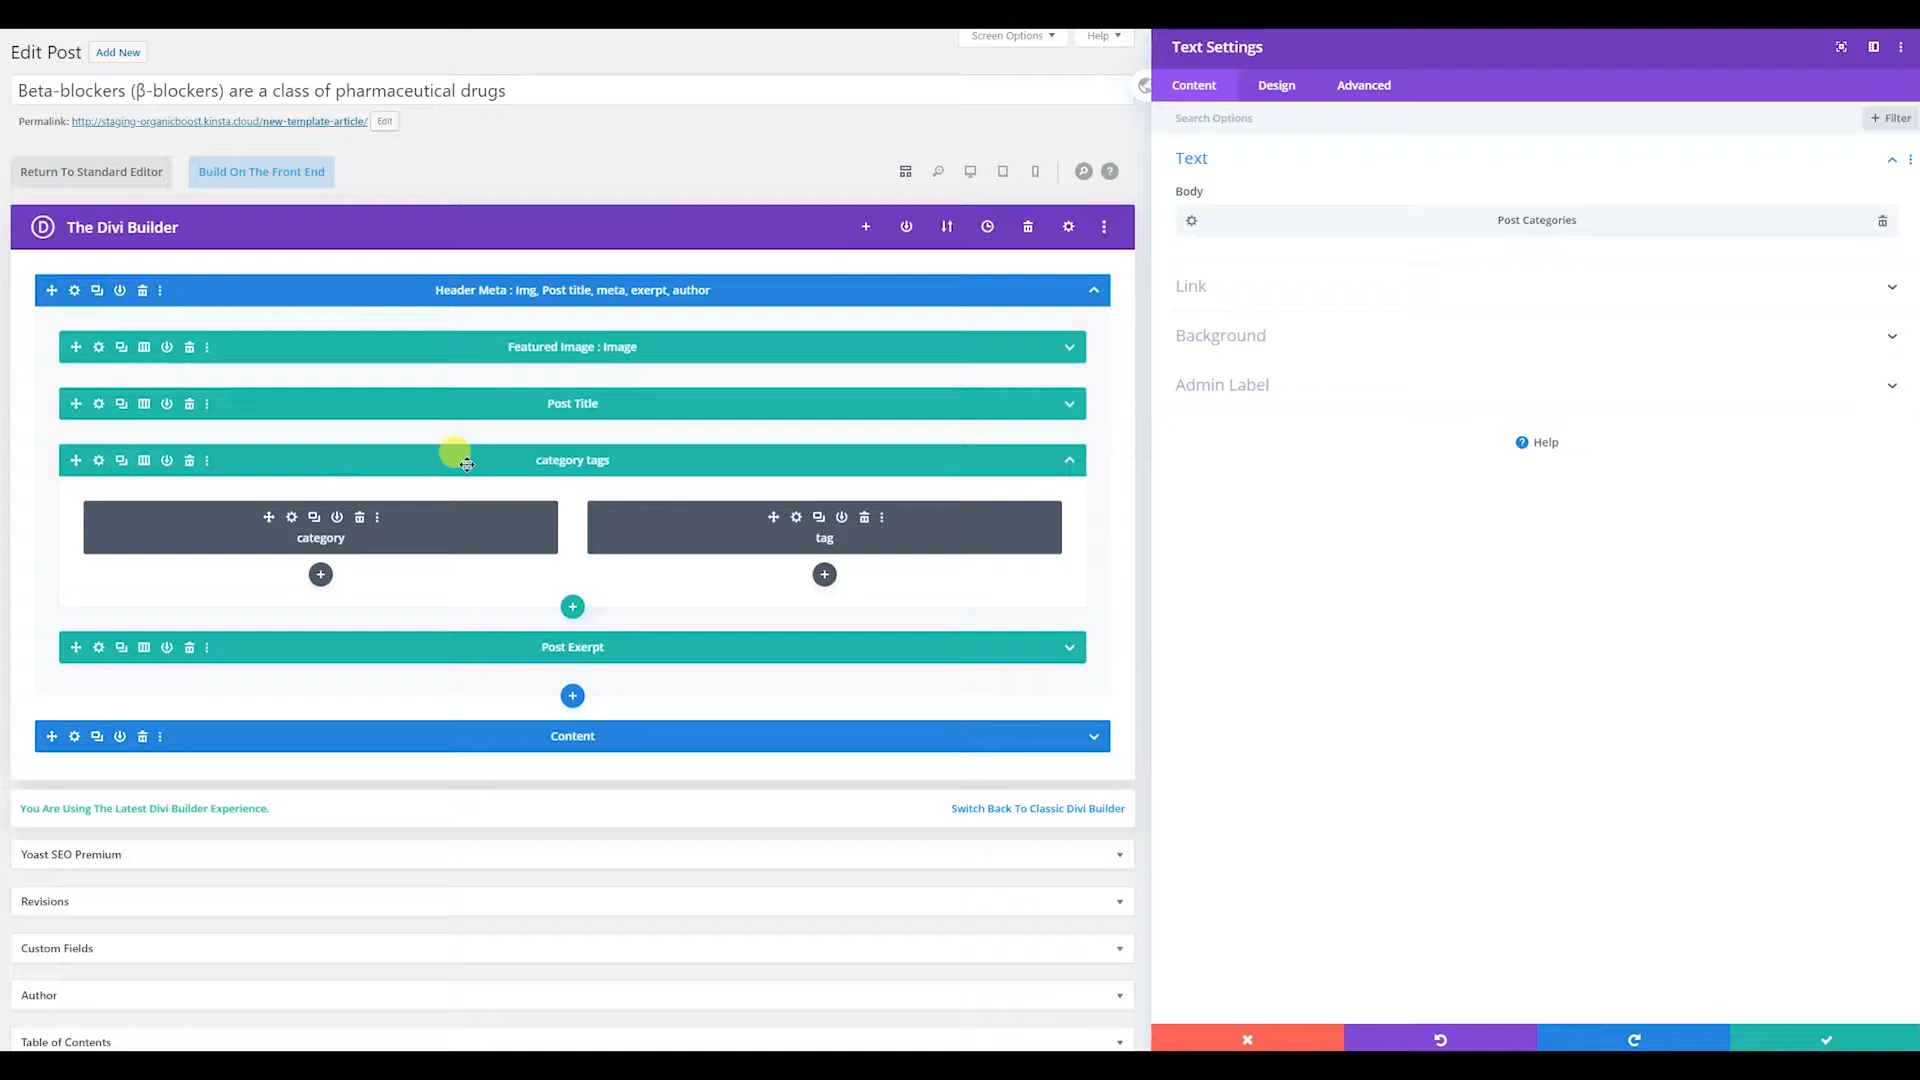 Screen Options
Help
Edit Post
Add New
Beta-blockers (β-blockers) are a class of pharmaceutical drugs
Permalink: http://staging-organicboost.kinsta.cloud/new-template-article/
Edit
Return To Standard Editor
Build On The Front End
D The Divi Builder
Header Meta : Img, Post title, meta, exerpt, author
Featured Image : Image
Post Title
category tags
category
tag
Post Exerpt
Content
You Are Using The Latest Divi Builder Experience.
Switch Back To Classic Divi Builder
Yoast SEO Premium
Revisions
Custom Fields
Author
Table of Contents
Text Settings
Content
Design
Advanced
Search Options
+ Filter
Text
Body
Post Categories
Link
Background
Admin Label
? Help